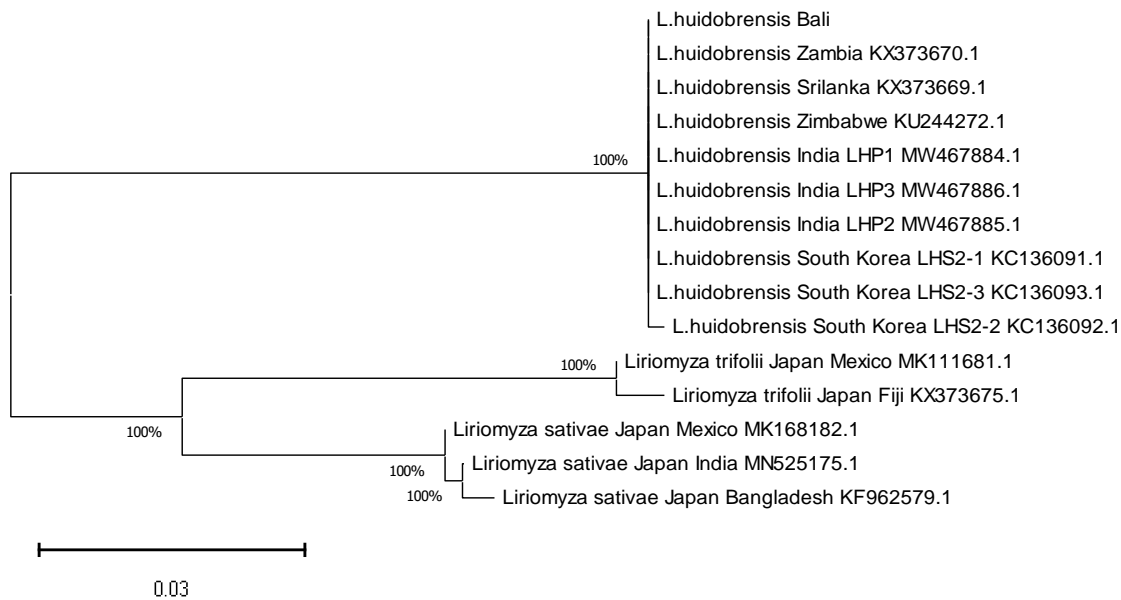 L.huidobrensis Bali
L.huidobrensis Zambia KX373670.1
L.huidobrensis Srilanka KX373669.1
L.huidobrensis Zimbabwe KU244272.1
100%
L.huidobrensis India LHP1 MW467884.1
L.huidobrensis India LHP3 MW467886.1
L.huidobrensis India LHP2 MW467885.1
L.huidobrensis South Korea LHS2-1 KC136091.1
L.huidobrensis South Korea LHS2-3 KC136093.1
L.huidobrensis South Korea LHS2-2 KC136092.1
100%
Liriomyza trifolii Japan Mexico MK111681.1
Liriomyza trifolii Japan Fiji KX373675.1
100%
Liriomyza sativae Japan Mexico MK168182.1
100%
Liriomyza sativae Japan India MN525175.1
100%
Liriomyza sativae Japan Bangladesh KF962579.1
0.03